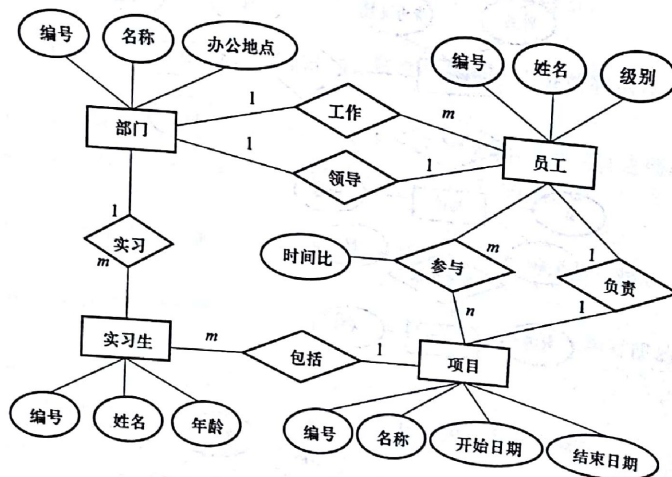 编号 名称 办公地点
编号 姓名 级别
部门 1 工作 m
1 领导 1 员工
1
实习
m
时间比 参与 m 1 负责
n 1
实习生 m 包括 1 项目
编号 姓名 年龄
编号 名称 开始日期 结束日期